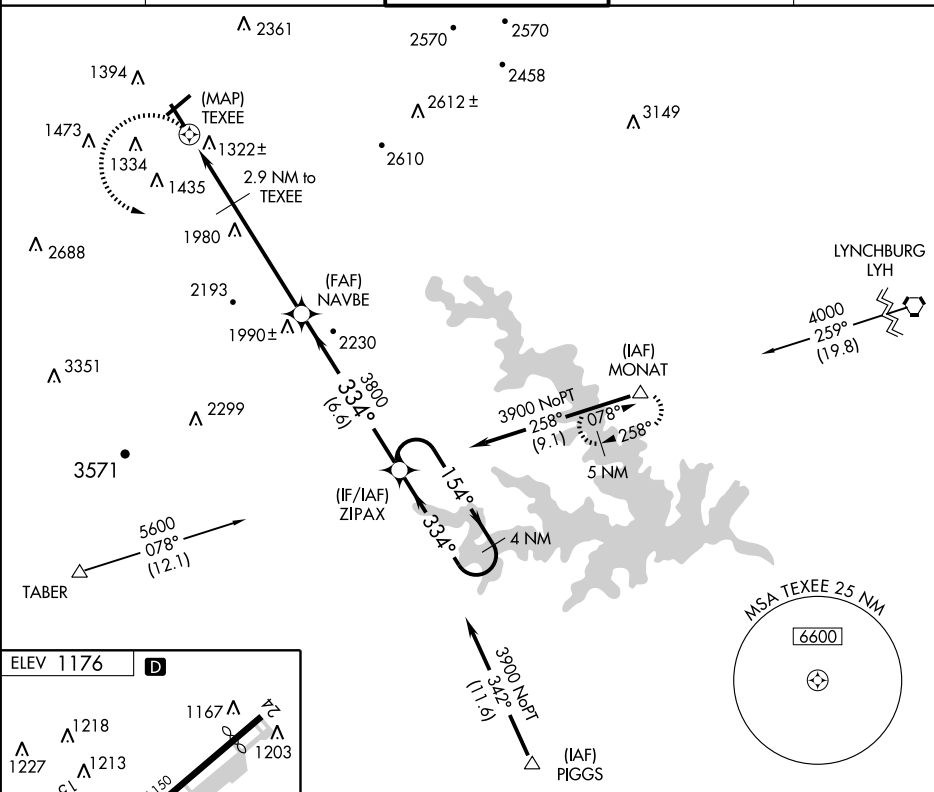 2361
2570
2570
2458
1394
(MAP)
TEXEE
2612 ±
3149
1473
1334
1322±
2610
1435
2.9 NM to
TEXEE
1980
2688
LYNCHBURG
LYH
2193
(FAF)
NAVBE
4000
259°
(19.8)
1990±
2230
3351
3800
334°
(6.6)
(IAF)
MONAT
3900 NoPT
258°
(9.1)
078°
258°
5 NM
2299
3571
(IF/IAF)
ZIPAX
154°
334°
4 NM
5600
078°
(12.1)
TABER
MSA TEXEE 25 NM
6600
3900 NoPT
342°
(11.6)
(IAF)
PIGGS
ELEV 1176
D
1167
24
1218
1203
1227
1213
15
1150